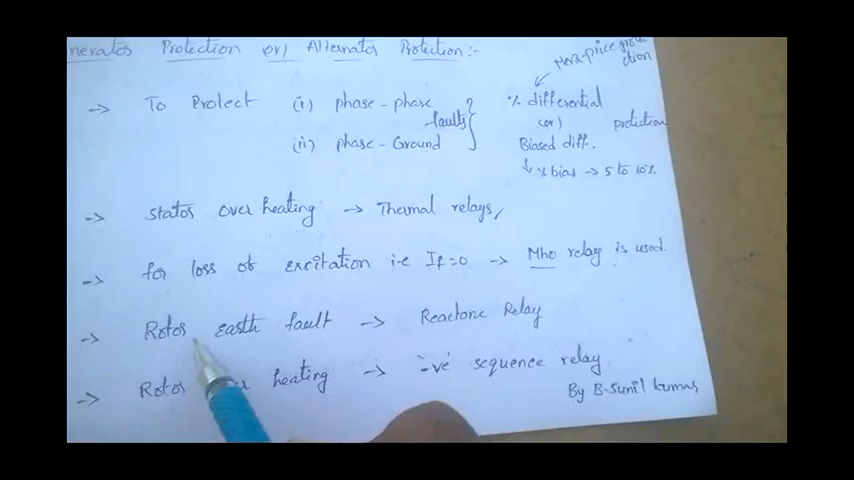 nerator Protection (or) Alternator Protection:-
Merz-price
ction
→ To Protect (i) phase-phase
faults
(ii) phase-Ground
% differential
(or) protection
Biased diff.
↓ % bias → 5 to 10%
→ stator over heating → Thermal relays,
→ for loss of excitation i.e If=0 → Mho relay is used.
→ Rotor earth fault → Reactance Relay
→ Rotor heating → '-ve' sequence relay
By B-Sunil kumar